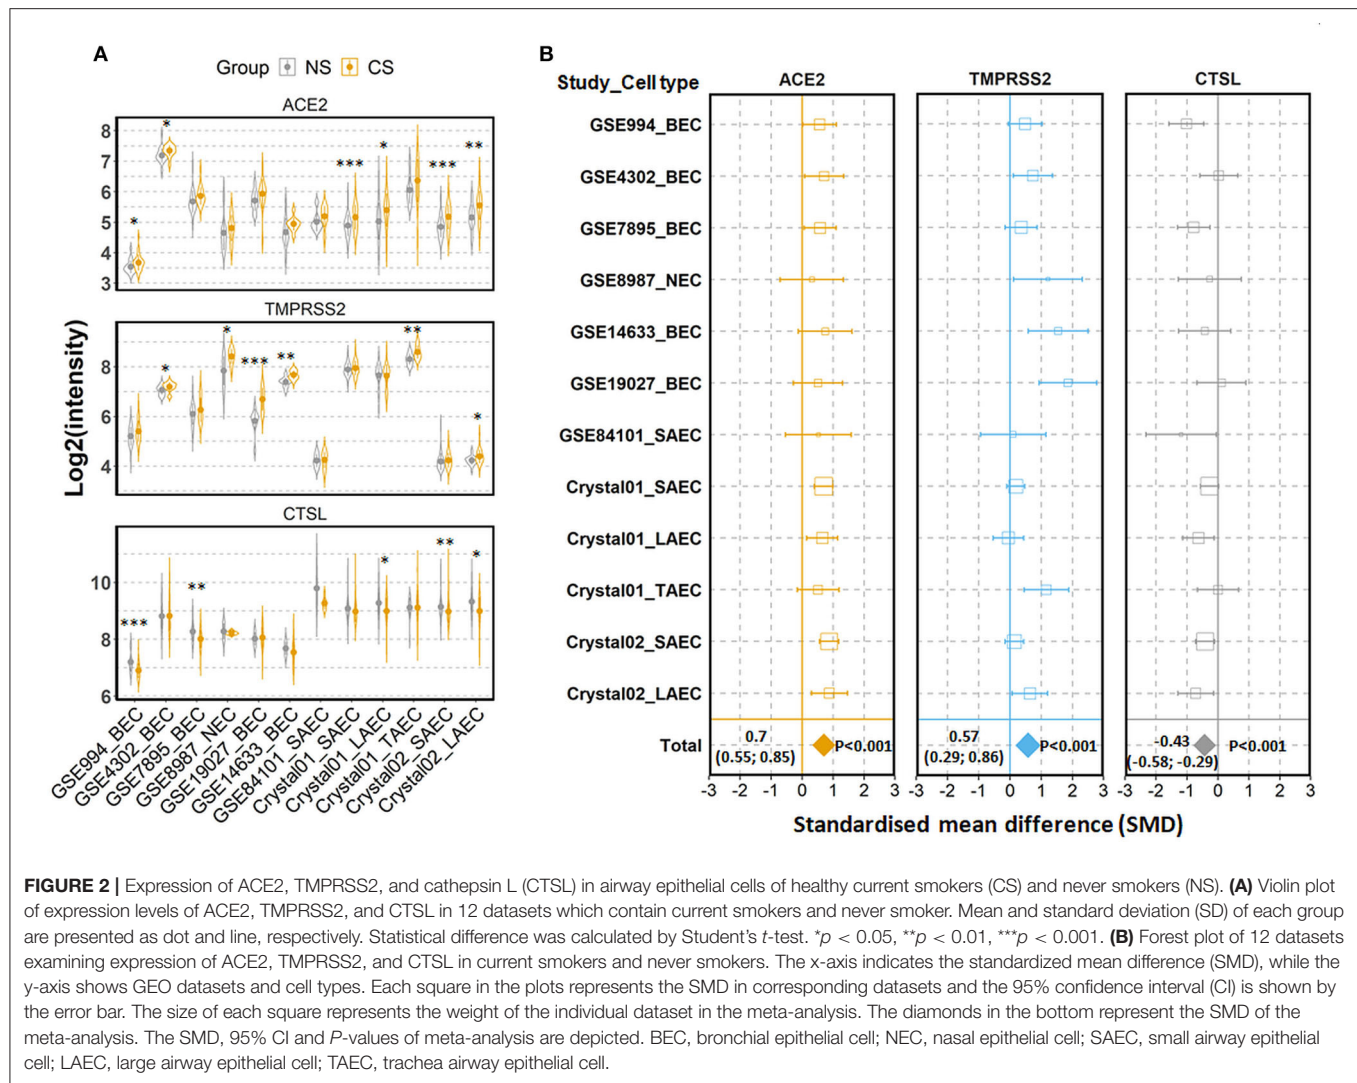 A
Group NS CS
ACE2
8
7
6
5
4
3
* * *** * *** **
TMPRSS2
8
6
4
* * *** ** ** *
CTSL
10
8
6
*** ** * ** *
Log2(intensity)
GSE994_BEC
GSE4302_BEC
GSE7895_BEC
GSE8987_NEC
GSE19027_BEC
GSE14633_BEC
GSE84101_SAEC
Crystal01_SAEC
Crystal01_LAEC
Crystal01_TAEC
Crystal02_SAEC
Crystal02_LAEC
B
Study_Cell type
ACE2 TMPRSS2 CTSL
GSE994_BEC
GSE4302_BEC
GSE7895_BEC
GSE8987_NEC
GSE14633_BEC
GSE19027_BEC
GSE84101_SAEC
Crystal01_SAEC
Crystal01_LAEC
Crystal01_TAEC
Crystal02_SAEC
Crystal02_LAEC
Total
0.7
(0.55; 0.85)
P<0.001
0.57
(0.29; 0.86)
P<0.001
-0.43
(-0.58; -0.29)
P<0.001
-3 -2 -1 0 1 2 -3 -2 -1 0 1 2 3 -3 -2 -1 0 1 2 3
Standardised mean difference (SMD)
FIGURE 2 | Expression of ACE2, TMPRSS2, and cathepsin L (CTSL) in airway epithelial cells of healthy current smokers (CS) and never smokers (NS). (A) Violin plot
of expression levels of ACE2, TMPRSS2, and CTSL in 12 datasets which contain current smokers and never smoker. Mean and standard deviation (SD) of each group
are presented as dot and line, respectively. Statistical difference was calculated by Student's t-test. *p < 0.05, **p < 0.01, ***p < 0.001. (B) Forest plot of 12 datasets
examining expression of ACE2, TMPRSS2, and CTSL in current smokers and never smokers. The x-axis indicates the standardized mean difference (SMD), while the
y-axis shows GEO datasets and cell types. Each square in the plots represents the SMD in corresponding datasets and the 95% confidence interval (CI) is shown by
the error bar. The size of each square represents the weight of the individual dataset in the meta-analysis. The diamonds in the bottom represent the SMD of the
meta-analysis. The SMD, 95% CI and P-values of meta-analysis are depicted. BEC, bronchial epithelial cell; NEC, nasal epithelial cell; SAEC, small airway epithelial
cell; LAEC, large airway epithelial cell; TAEC, trachea airway epithelial cell.